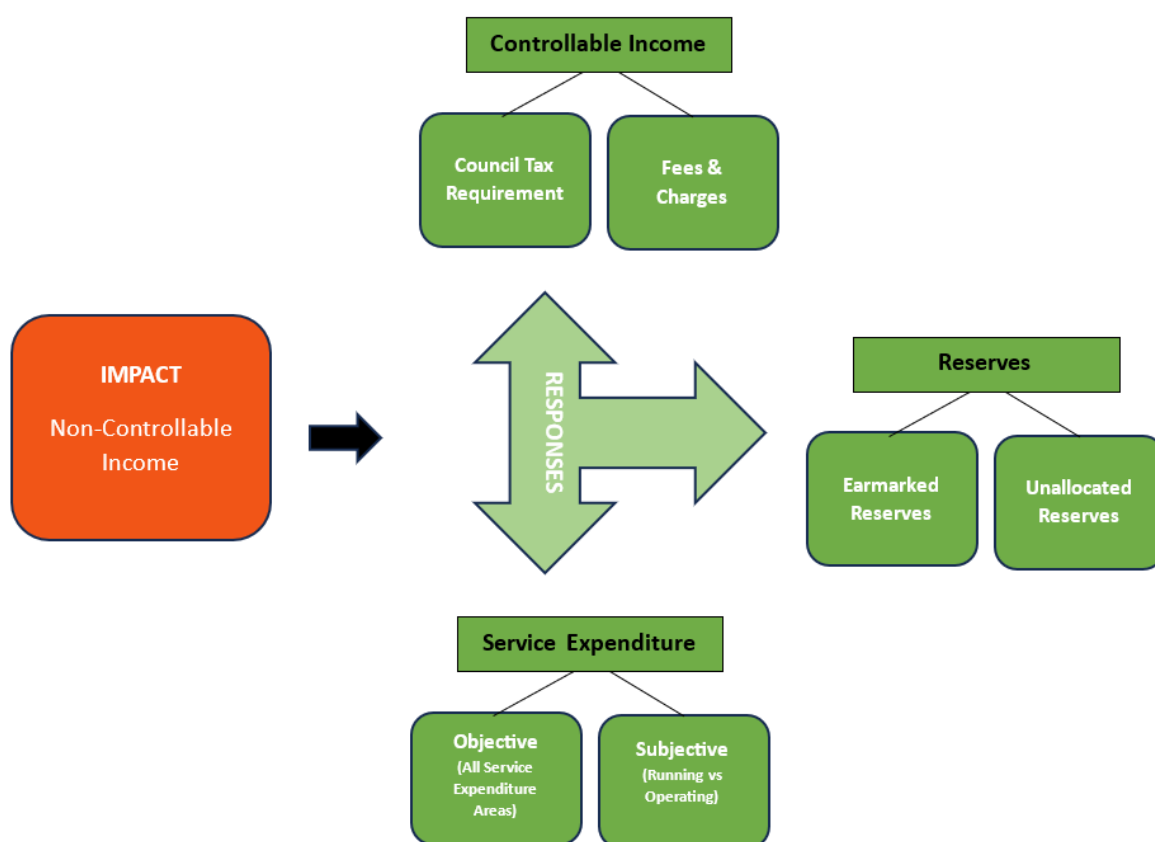 Controllable Income
Council Tax
Requirement
Fees &
Charges
IMPACT
Non-Controllable
Income
RESPONSES
Reserves
Earmarked
Reserves
Unallocated
Reserves
Service Expenditure
Objective
(All Service
Expenditure
Areas)
Subjective
(Running vs
Operating)